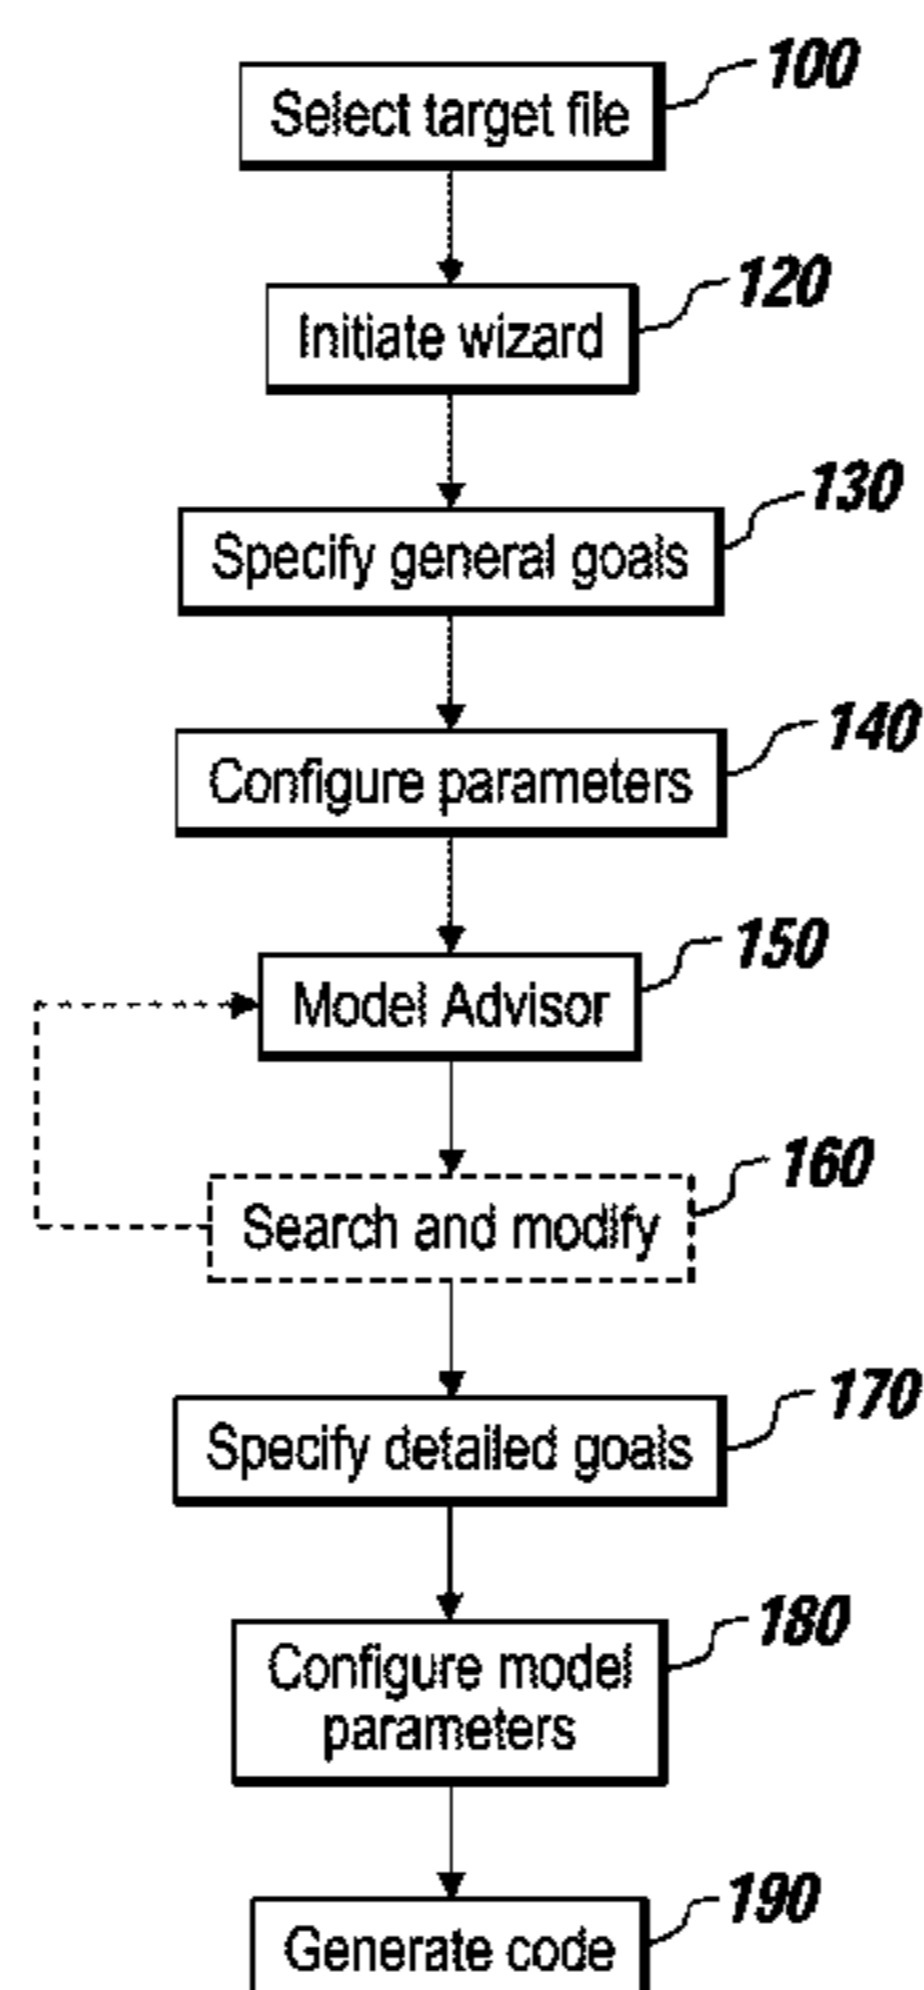 100
Select target file
120
Initiate wizard
130
Specify general goals
140
Configure parameters
150
Model Advisor
160
Search and modify
170
Specify detailed goals
180
Configure model
parameters
190
Generate code